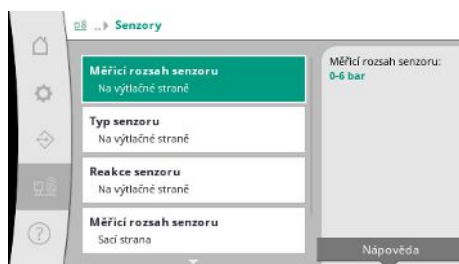 ..▸ Senzory
Měřicí rozsah senzoru
Na výtlačné straně
Typ senzoru
Na výtlačné straně
Reakce senzoru
Na výtlačné straně
Měřicí rozsah senzoru
Sací strana
Měřicí rozsah senzoru:
0-6 bar
?
Nápověda